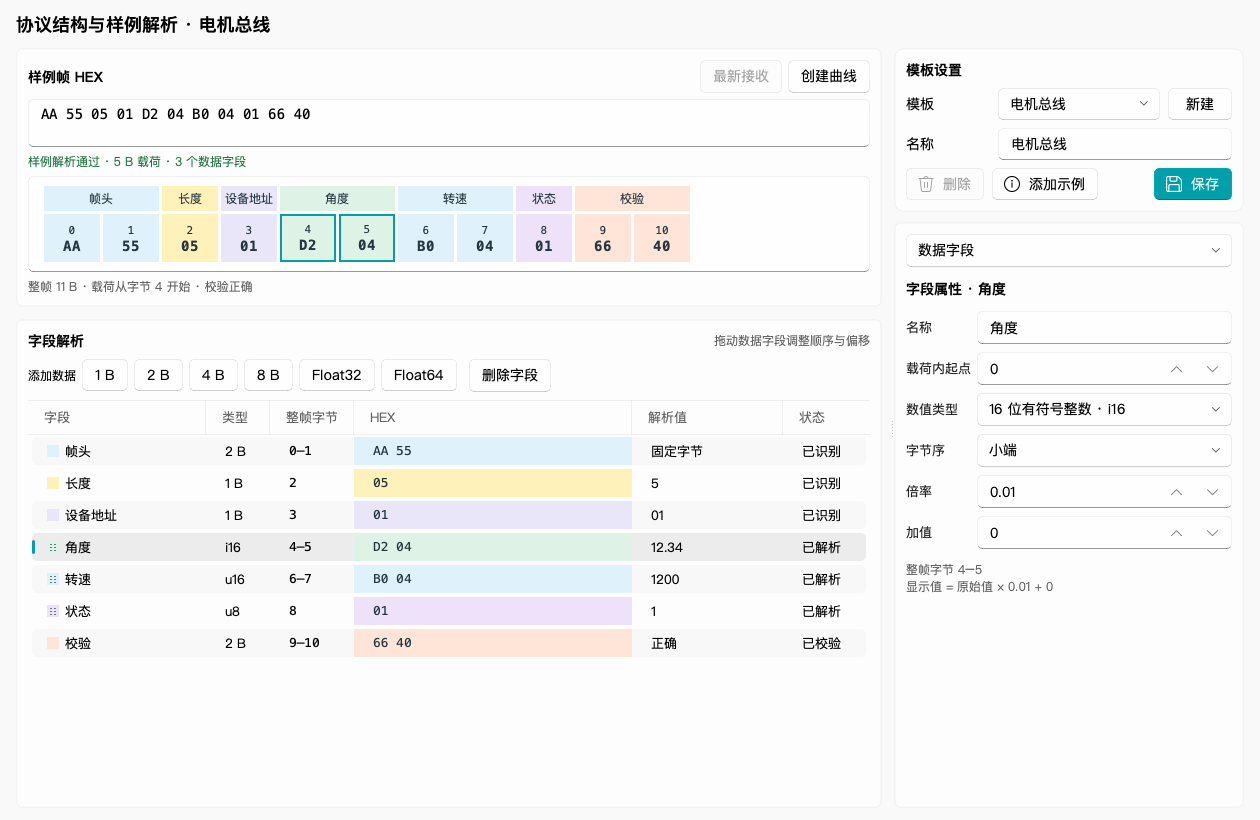 协议结构与样例解析 · 电机总线
样例帧 HEX
最新接收
创建曲线
AA 55 05 01 D2 04 B0 04 01 66 40
样例解析通过 · 5 B 载荷 · 3 个数据字段
帧头 长度 设备地址 角度 转速 状态 校验
0 1 2 3 4 5 6 7 8 9 10
AA 55 05 01 D2 04 B0 04 01 66 40
整帧 11 B · 载荷从字节 4 开始 · 校验正确
字段解析
拖动数据字段调整顺序与偏移
添加数据 1 B 2 B 4 B 8 B Float32 Float64 删除字段
字段 类型 整帧字节 HEX 解析值 状态
帧头 2 B 0–1 AA 55 固定字节 已识别
长度 1 B 2 05 5 已识别
设备地址 1 B 3 01 01 已识别
角度 i16 4–5 D2 04 12.34 已解析
转速 u16 6–7 B0 04 1200 已解析
状态 u8 8 01 1 已解析
校验 2 B 9–10 66 40 正确 已校验
模板设置
模板 电机总线 新建
名称 电机总线
删除 添加示例 保存
数据字段
字段属性 · 角度
名称 角度
载荷内起点 0
数值类型 16 位有符号整数 · i16
字节序 小端
倍率 0.01
加值 0
整帧字节 4–5
显示值 = 原始值 × 0.01 + 0